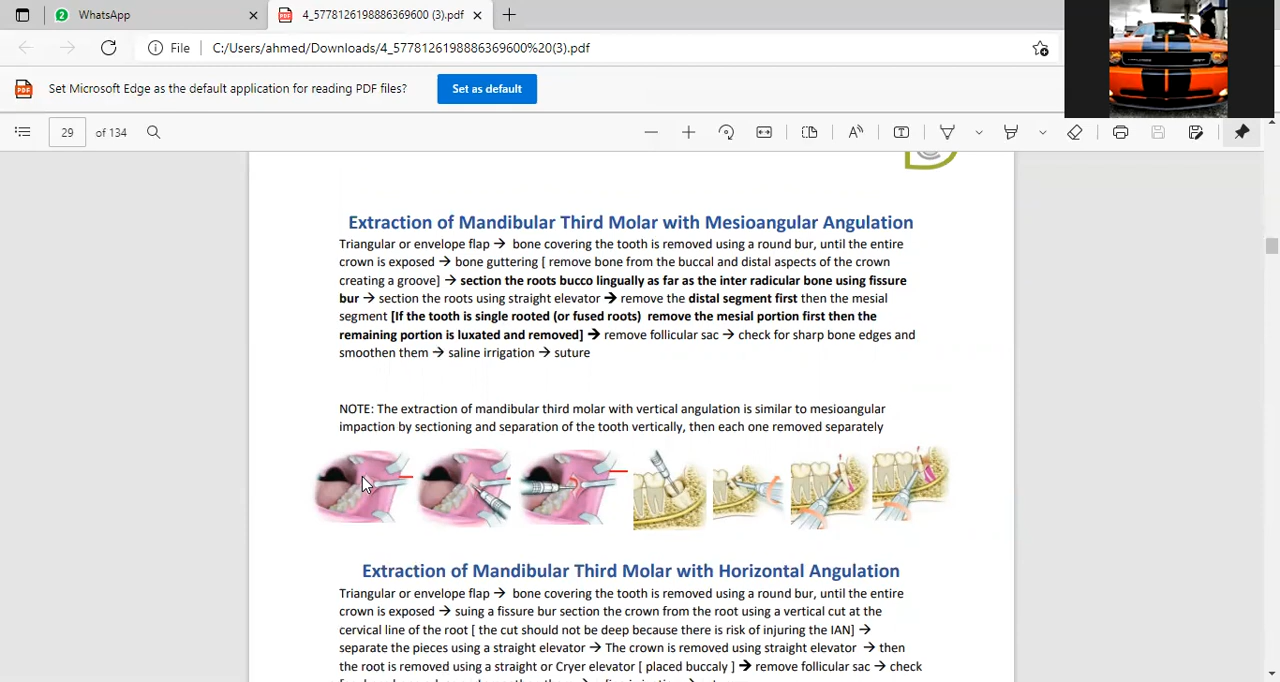 2 WhatsApp
4_5778126198886369600 (3).pdf
File C:/Users/ahmed/Downloads/4_5778126198886369600%20(3).pdf
Set Microsoft Edge as the default application for reading PDF files? Set as default
29 of 134
Extraction of Mandibular Third Molar with Mesioangular Angulation
Triangular or envelope flap → bone covering the tooth is removed using a round bur, until the entire
crown is exposed → bone guttering [ remove bone from the buccal and distal aspects of the crown
creating a groove] → section the roots bucco lingually as far as the inter radicular bone using fissure
bur → section the roots using straight elevator → remove the distal segment first then the mesial
segment [If the tooth is single rooted (or fused roots) remove the mesial portion first then the
remaining portion is luxated and removed] → remove follicular sac → check for sharp bone edges and
smoothen them → saline irrigation → suture
NOTE: The extraction of mandibular third molar with vertical angulation is similar to mesioangular
impaction by sectioning and separation of the tooth vertically, then each one removed separately
Extraction of Mandibular Third Molar with Horizontal Angulation
Triangular or envelope flap → bone covering the tooth is removed using a round bur, until the entire
crown is exposed → suing a fissure bur section the crown from the root using a vertical cut at the
cervical line of the root [ the cut should not be deep because there is risk of injuring the IAN] →
separate the pieces using a straight elevator → The crown is removed using straight elevator → then
the root is removed using a straight or Cryer elevator [ placed buccaly ] → remove follicular sac → check